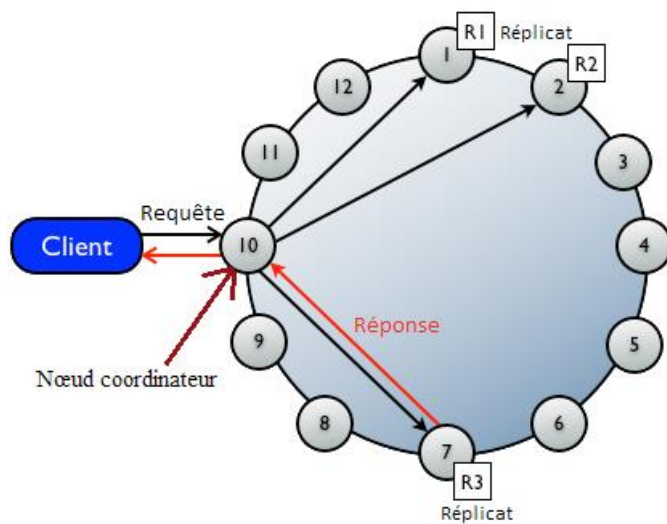 R1 Réplicat
1
R2
12
2
11
3
Requête
Client
10
4
Réponse
9
5
Nœud coordinateur
8
6
7
R3
Réplicat